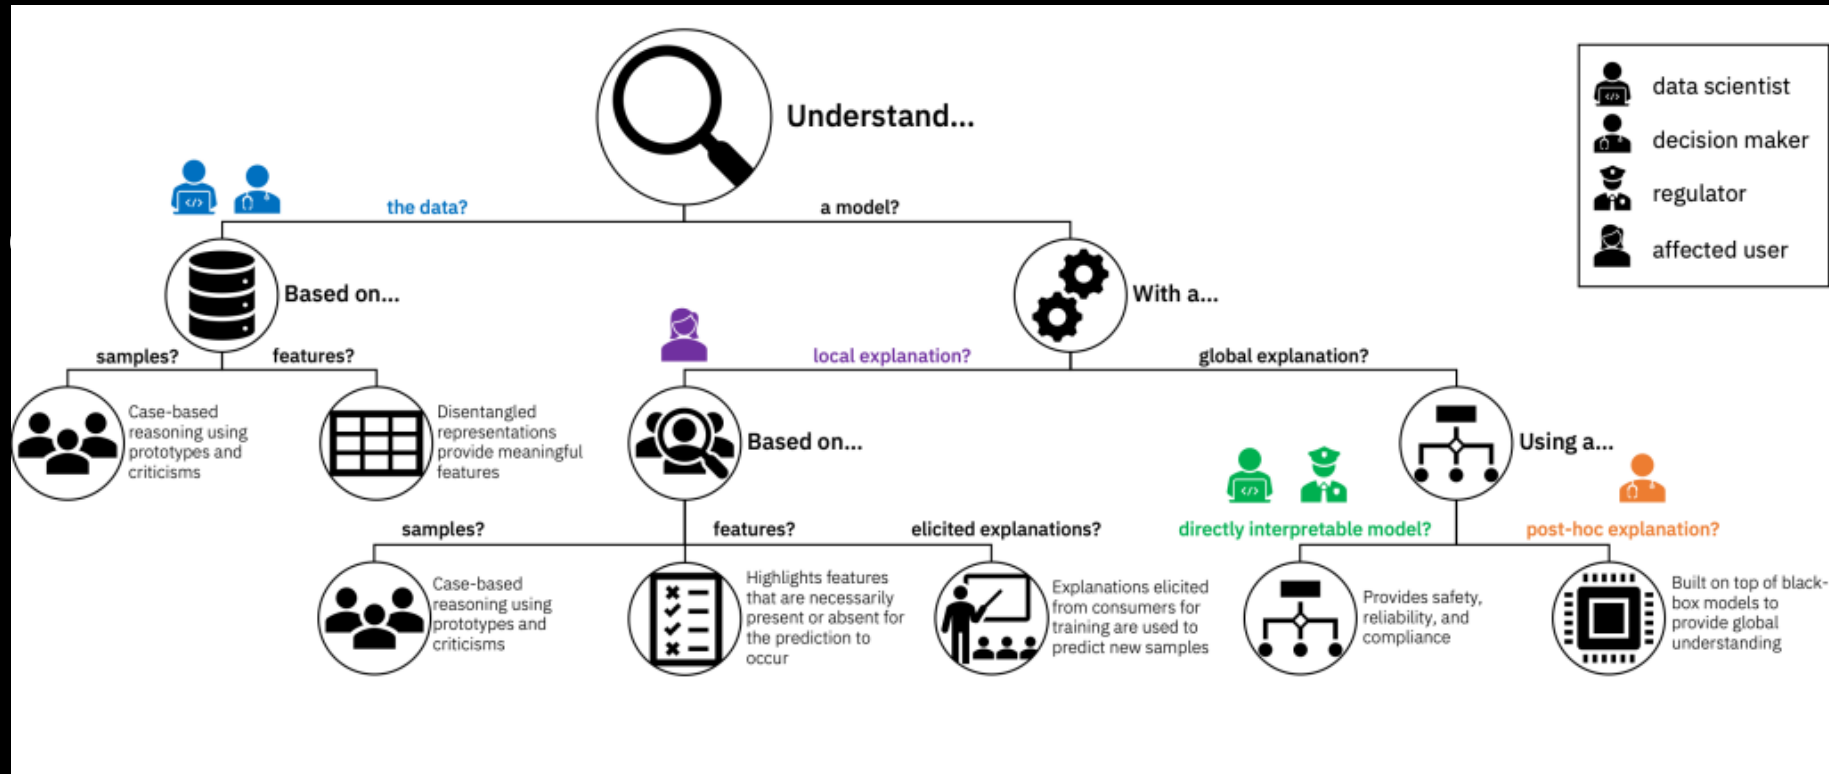 Understand...
data scientist
decision maker
regulator
affected user
</>
</>
the data?
a model?
Based on...
With a...
samples?
features?
local explanation?
global explanation?
Case-based
reasoning using
prototypes and
criticisms
Disentangled
representations
provide meaningful
features
Based on...
Using a...
</>
samples?
features?
elicited explanations?
directly interpretable model?
post-hoc explanation?
Case-based
reasoning using
prototypes and
criticisms
Highlights features
that are necessarily
present or absent for
the prediction to
occur
Explanations elicited
from consumers for
training are used to
predict new samples
Provides safety,
reliability, and
compliance
Built on top of black-
box models to
provide global
understanding